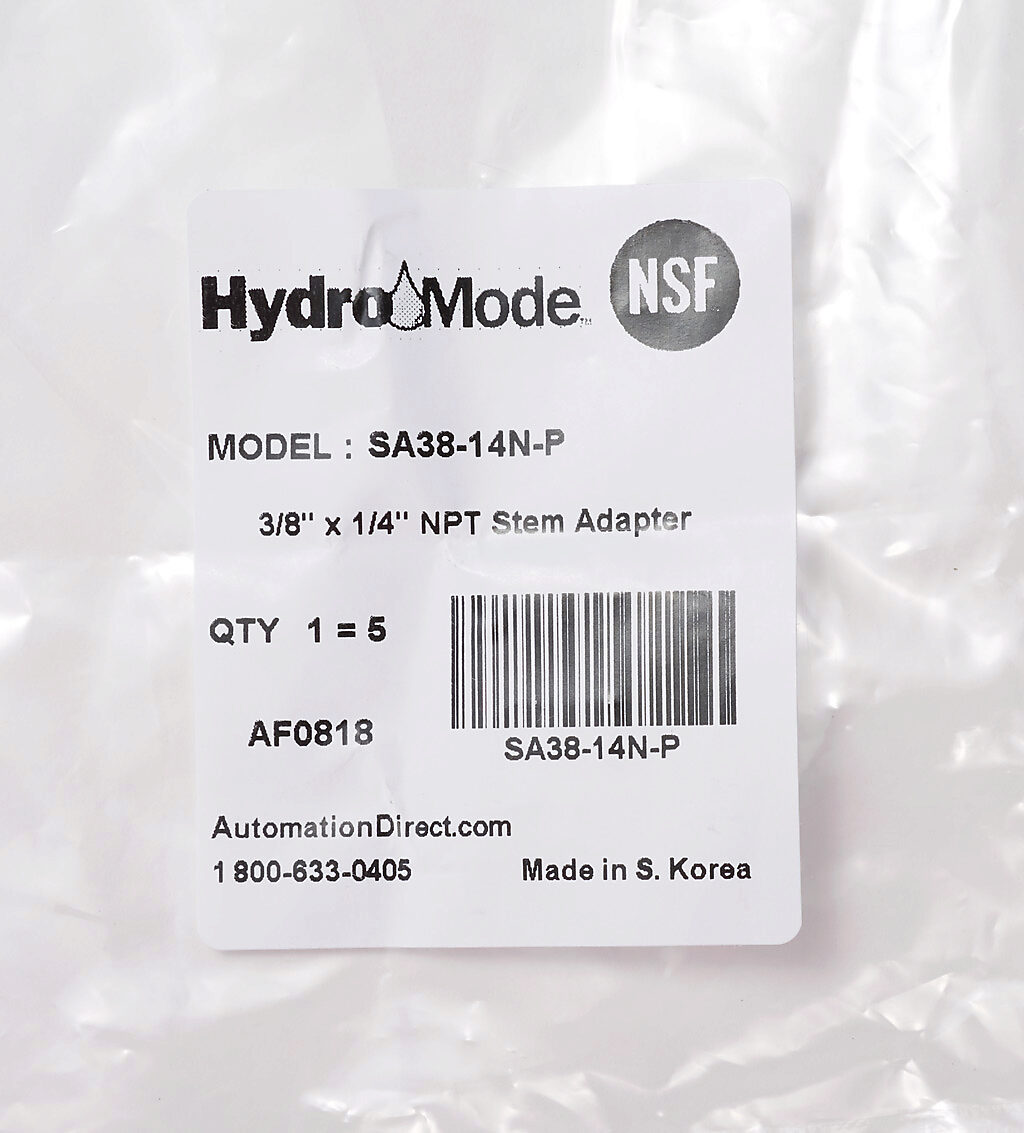 HydroMode™ NSF
MODEL : SA38-14N-P
3/8" x 1/4" NPT Stem Adapter
QTY 1 = 5
AF0818
SA38-14N-P
AutomationDirect.com
1 800-633-0405 Made in S. Korea